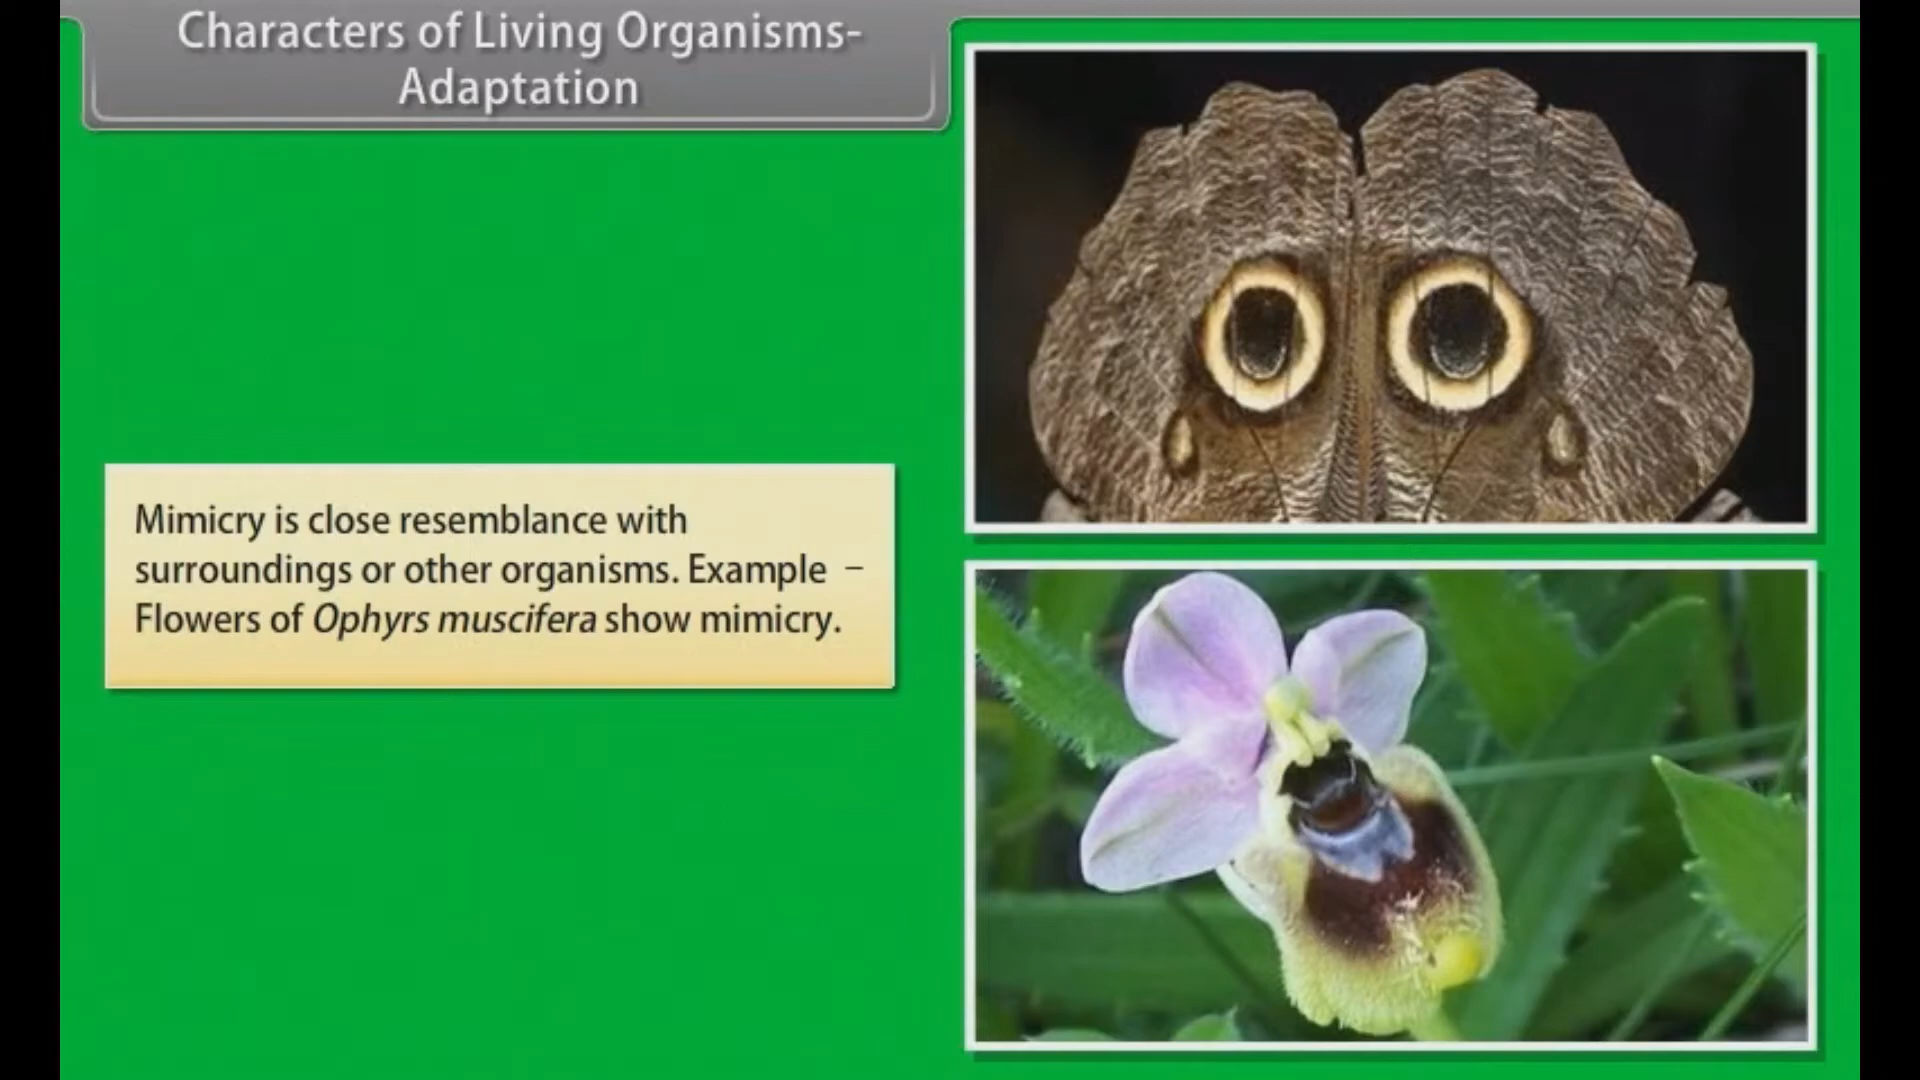 Characters of Living Organisms-
Adaptation
Mimicry is close resemblance with
surroundings or other organisms. Example –
Flowers of Ophyrs muscifera show mimicry.